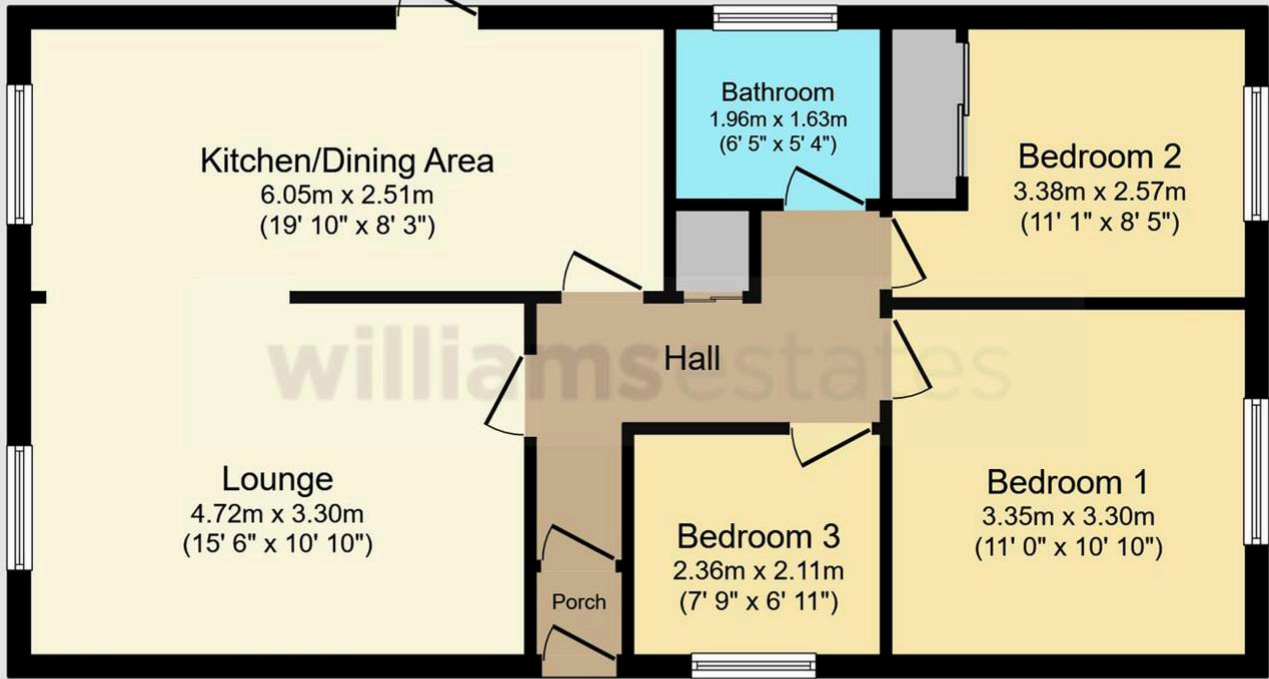 Kitchen/Dining Area
6.05m x 2.51m
(19' 10" x 8' 3")
Bathroom
1.96m x 1.63m
(6' 5" x 5' 4")
Bedroom 2
3.38m x 2.57m
(11' 1" x 8' 5")
Hall
williamsestates
Lounge
4.72m x 3.30m
(15' 6" x 10' 10")
Porch
Bedroom 3
2.36m x 2.11m
(7' 9" x 6' 11")
Bedroom 1
3.35m x 3.30m
(11' 0" x 10' 10")